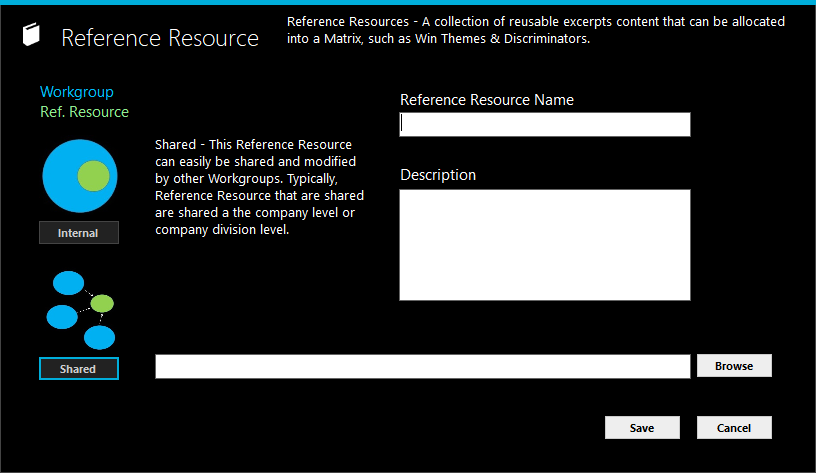 Reference Resource
Reference Resources - A collection of reusable excerpts content that can be allocated
into a Matrix, such as Win Themes & Discriminators.
Workgroup
Ref. Resource
Internal
Shared
Shared - This Reference Resource
can easily be shared and modified
by other Workgroups. Typically,
Reference Resource that are shared
are shared a the company level or
company division level.
Reference Resource Name
Description
Browse
Save
Cancel